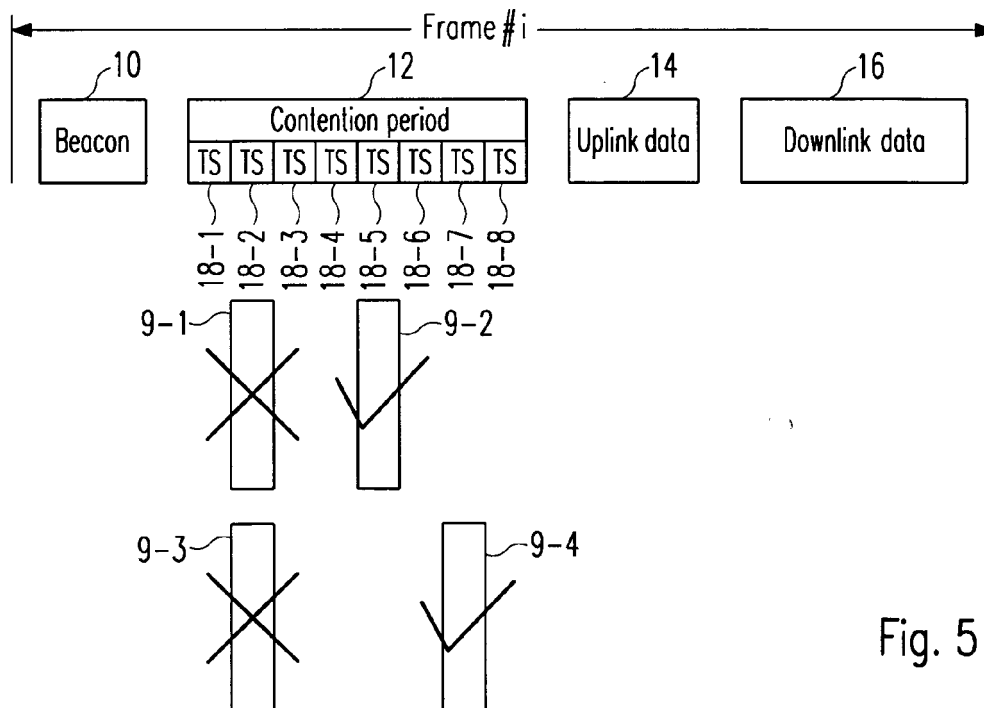 Frame #i
10
12
14
16
Beacon
Contention period
Uplink data
Downlink data
TS TS TS TS TS TS TS TS
18-1 18-2 18-3 18-4 18-5 18-6 18-7 18-8
9-1
9-2
9-3
9-4
Fig. 5